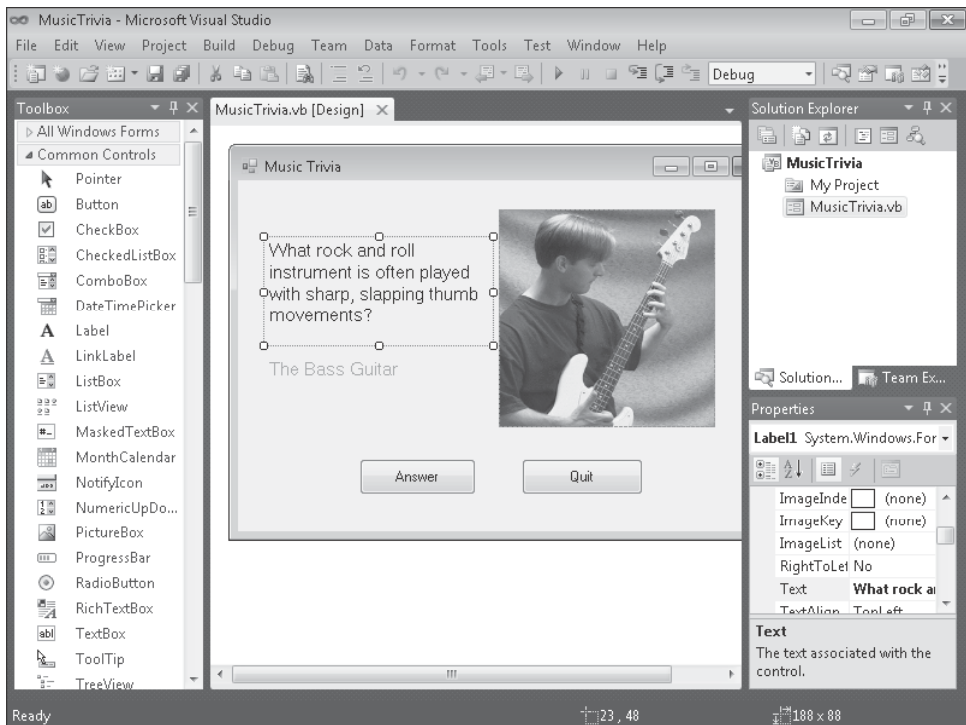 MusicTrivia - Microsoft Visual Studio
File Edit View Project Build Debug Team Data Format Tools Test Window Help
Debug
Toolbox
All Windows Forms
Common Controls
Pointer
Button
CheckBox
CheckedListBox
ComboBox
DateTimePicker
Label
LinkLabel
ListBox
ListView
MaskedTextBox
MonthCalendar
NotifyIcon
NumericUpDo...
PictureBox
ProgressBar
RadioButton
RichTextBox
TextBox
ToolTip
TreeView
MusicTrivia.vb [Design]
Music Trivia
What rock and roll
instrument is often played
with sharp, slapping thumb
movements?
The Bass Guitar
Answer
Quit
Solution Explorer
MusicTrivia
My Project
MusicTrivia.vb
Solution... Team Ex...
Properties
Label1 System.Windows.For
ImageInde (none)
ImageKey (none)
ImageList (none)
RightToLef No
Text What rock a
TextAlign TopLeft
Text
The text associated with the
control.
Ready
23 , 48
188 x 88